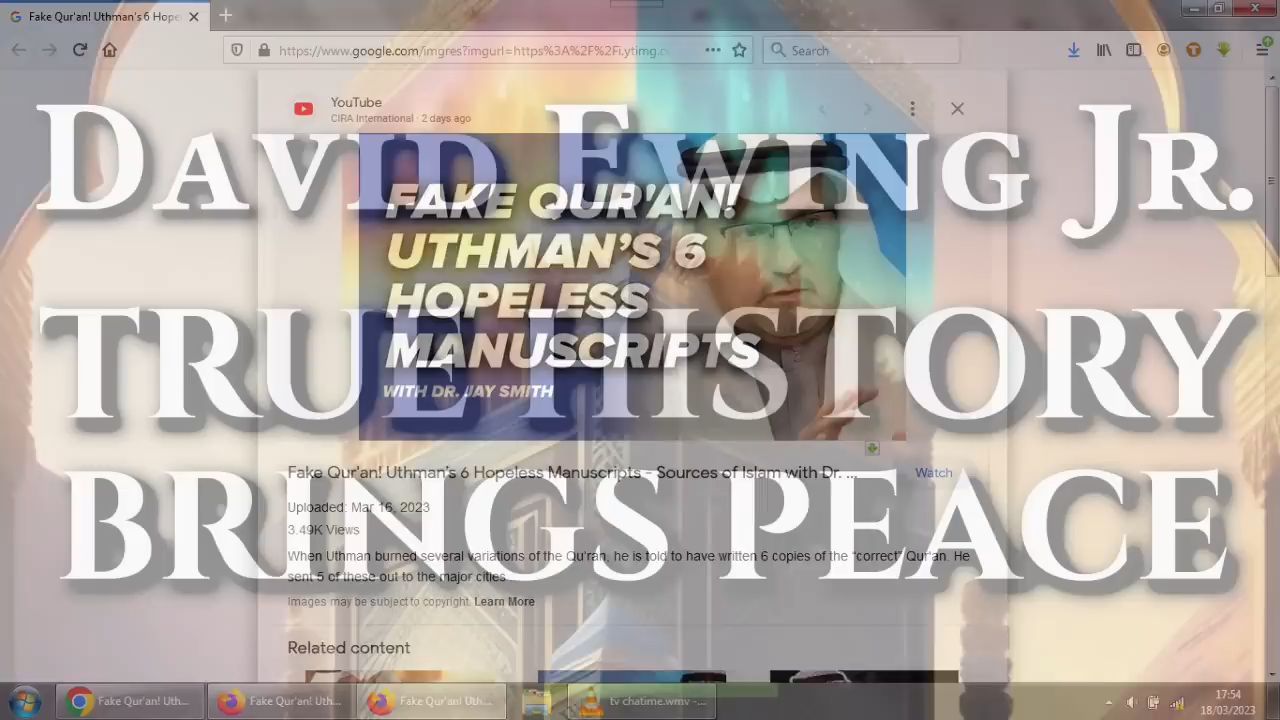 Fake Qur'an! Uthman's 6 Hope
https://www.google.com/imgres?imgurl=https%3A%2F%2Fi.ytimg.c
Search
YouTube
CIRA International · 2 days ago
DAVID EWING JR.
FAKE QUR'AN!
UTHMAN'S 6
HOPELESS
MANUSCRIPTS
WITH DR. JAY SMITH
TRUE HISTORY
Fake Qur'an! Uthman's 6 Hopeless Manuscripts - Sources of Islam with Dr. ...
Watch
BRINGS PEACE
Uploaded: Mar 16, 2023
3.49K Views
When Uthman burned several variations of the Qu'ran, he is told to have written 6 copies of the "correct" Qur'an. He
sent 5 of these out to the major cities...
Images may be subject to copyright. Learn More
Related content
Fake Qur'an! Uth...
Fake Qur'an! Uth...
Fake Qur'an! Uth...
tv chatime.wmv -...
17:54
18/03/2023